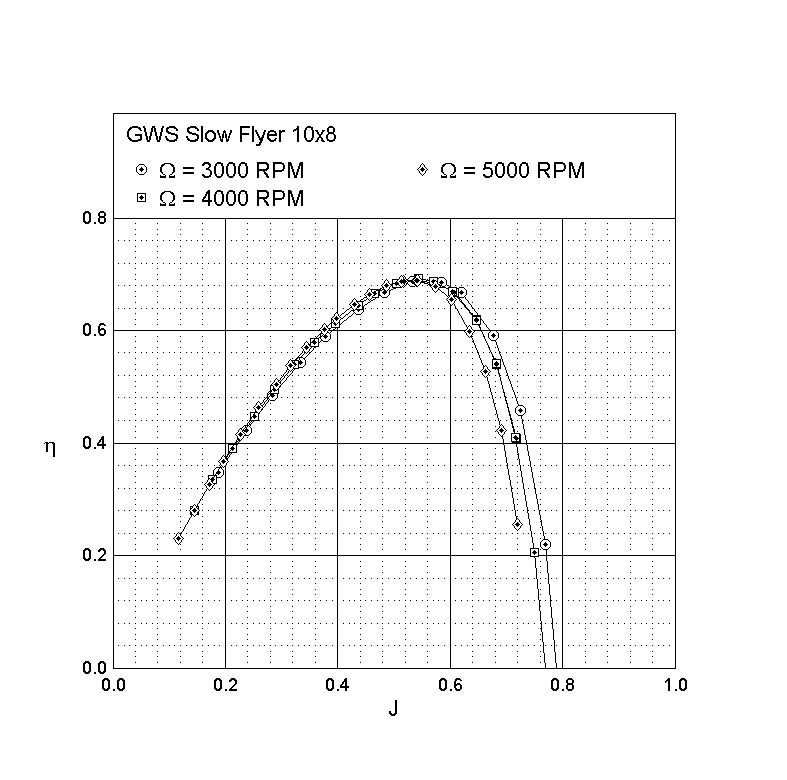 GWS Slow Flyer 10x8
Ω = 3000 RPM
Ω = 5000 RPM
Ω = 4000 RPM
0.8
0.6
0.4
η
0.2
0.0
0.0 0.2 0.4 0.6 0.8 1.0
J